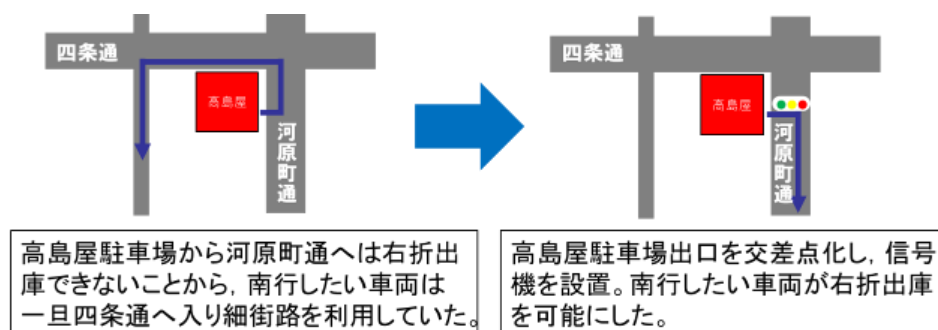 四条通
高島屋
河原町通
高島屋駐車場から河原町通へは右折出
庫できないことから，南行したい車両は
一旦四条通へ入り細街路を利用していた。
四条通
高島屋
河原町通
高島屋駐車場出口を交差点化し，信号
機を設置。南行したい車両が右折出庫
を可能にした。